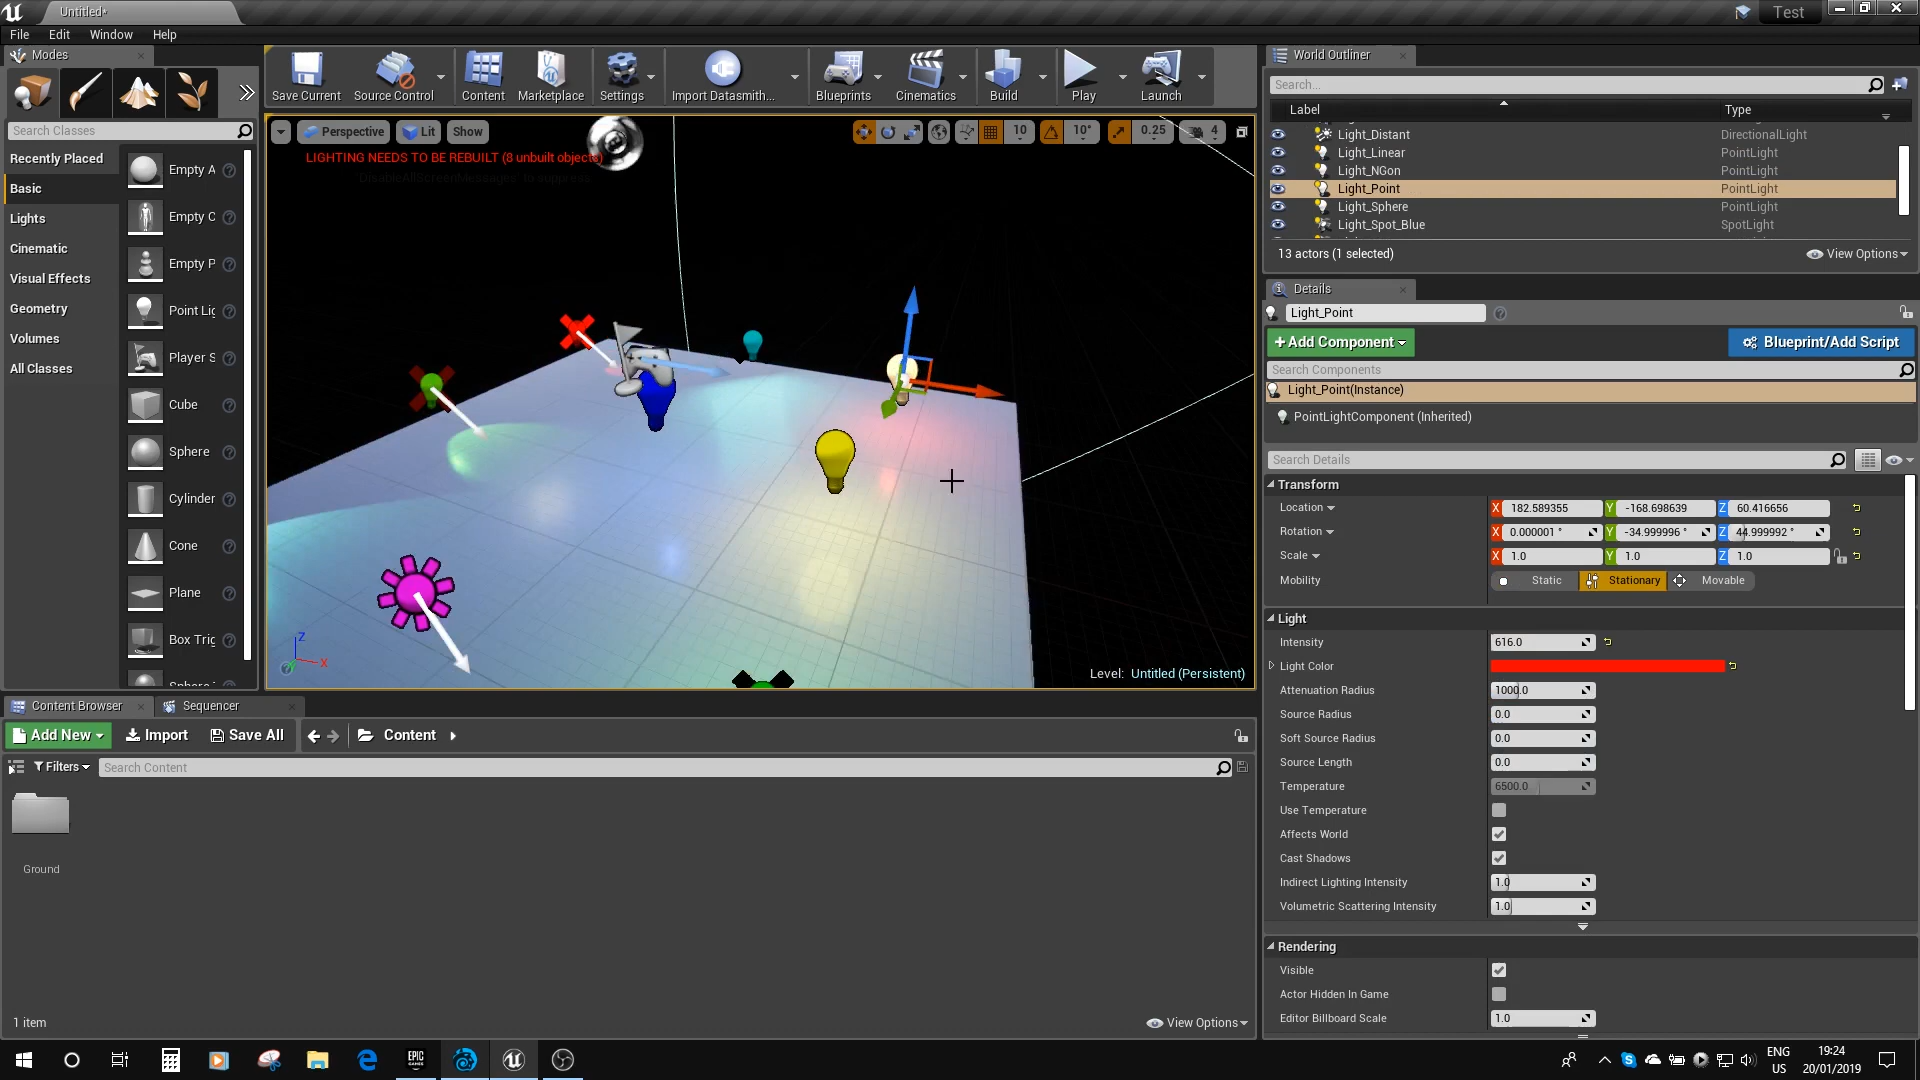 Untitled*
Test
File Edit Window Help
Modes
Search Classes
Recently Placed
Basic
Lights
Cinematic
Visual Effects
Geometry
Volumes
All Classes
Empty A
Empty C
Empty P
Point Lig
Player S
Cube
Sphere
Cylinder
Cone
Plane
Box Trig
Save Current
Source Control
Content
Marketplace
Settings
Import Datasmith...
Blueprints
Cinematics
Build
Play
Launch
Perspective Lit Show
10 10° 0.25 4
LIGHTING NEEDS TO BE REBUILT (8 unbuilt objects)
'DisableAllScreenMessages' to suppress
Z
X
Level: Untitled (Persistent)
World Outliner
Search...
Label Type
Light_Distant DirectionalLight
Light_Linear PointLight
Light_NGon PointLight
Light_Point PointLight
Light_Sphere PointLight
Light_Spot_Blue SpotLight
13 actors (1 selected) View Options
Details
Light_Point
+Add Component Blueprint/Add Script
Search Components
Light_Point(Instance)
PointLightComponent (Inherited)
Search Details
Transform
Location X 182.589355 Y -168.698639 Z 60.416656
Rotation X 0.000001 ° Y -34.999996 ° Z 44.999992 °
Scale X 1.0 Y 1.0 Z 1.0
Mobility Static Stationary Movable
Light
Intensity 616.0
Light Color
Attenuation Radius 1000.0
Source Radius 0.0
Soft Source Radius 0.0
Source Length 0.0
Temperature 6500.0
Use Temperature
Affects World
Cast Shadows
Indirect Lighting Intensity 1.0
Volumetric Scattering Intensity 1.0
Rendering
Visible
Actor Hidden In Game
Editor Billboard Scale 1.0
Content Browser Sequencer
Add New Import Save All Content
Filters Search Content
Ground
1 item View Options
EPIC GAMES
ENG
US
19:24
20/01/2019